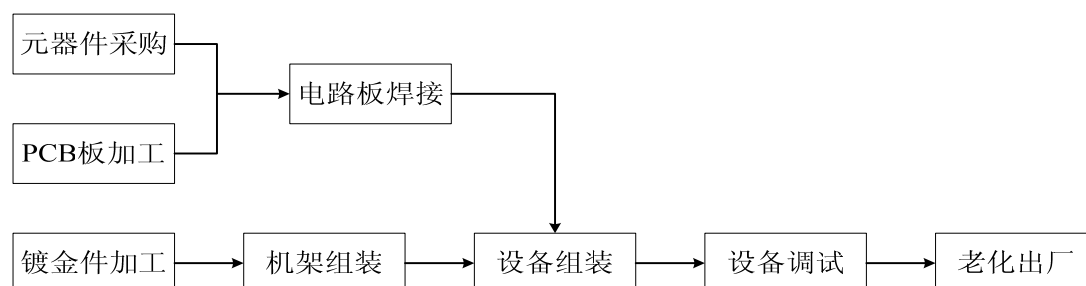 元器件采购
电路板焊接
PCB板加工
镀金件加工
机架组装
设备组装
设备调试
老化出厂